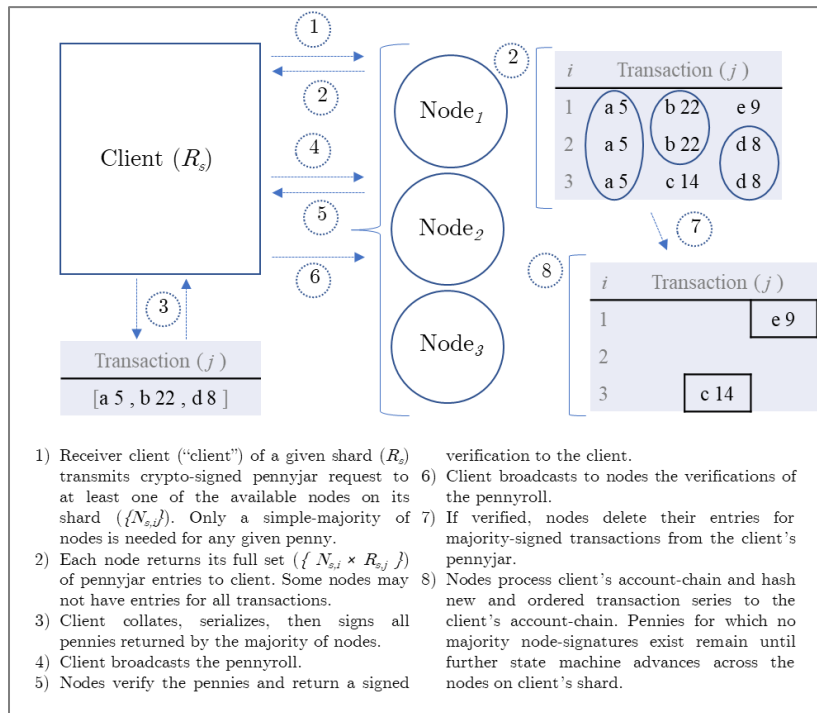 1
2
4
5
6
3
Client (Rs)
Transaction (j)
[a 5 , b 22 , d 8 ]
Node1
Node2
Node3
2
i Transaction (j)
1 a 5 b 22 e 9
2 a 5 b 22 d 8
3 a 5 c 14 d 8
7
8
i Transaction (j)
1 e 9
2
3 c 14
1) Receiver client (“client”) of a given shard (Rs)
transmits crypto-signed pennyjar request to
at least one of the available nodes on its
shard ({Ns,i}). Only a simple-majority of
nodes is needed for any given penny.
2) Each node returns its full set ({ Ns,i × Rs,j })
of pennyjar entries to client. Some nodes may
not have entries for all transactions.
3) Client collates, serializes, then signs all
pennies returned by the majority of nodes.
4) Client broadcasts the pennyroll.
5) Nodes verify the pennies and return a signed
verification to the client.
6) Client broadcasts to nodes the verifications of
the pennyroll.
7) If verified, nodes delete their entries for
majority-signed transactions from the client’s
pennyjar.
8) Nodes process client’s account-chain and hash
new and ordered transaction series to the
client’s account-chain. Pennies for which no
majority node-signatures exist remain until
further state machine advances across the
nodes on client’s shard.